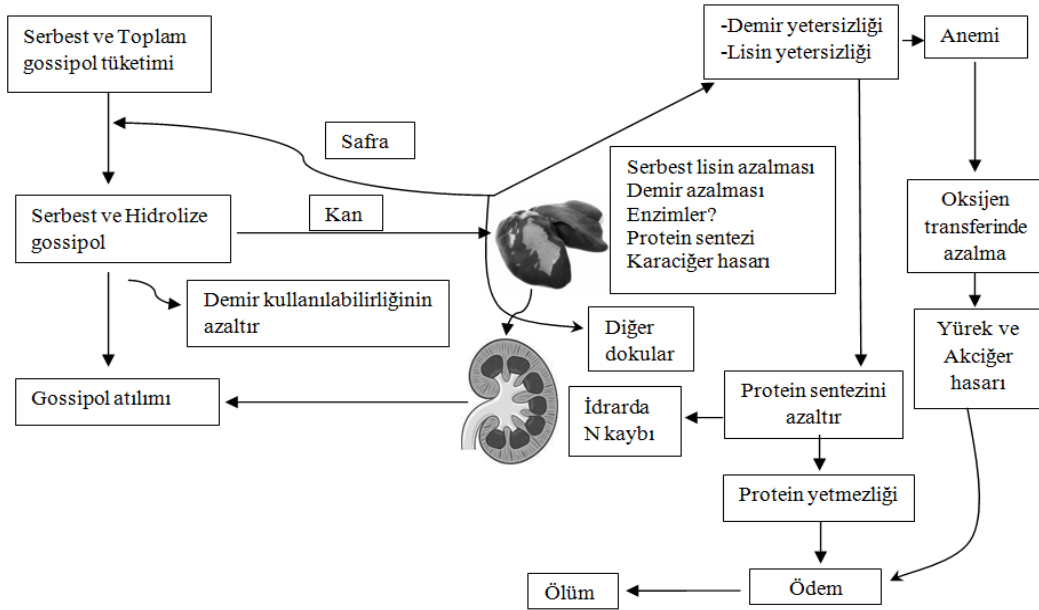 Serbest ve Toplam
gossipol tüketimi
-Demir yetersizliği
-Lisin yetersizliği
Anemi
Safra
Serbest lisin azalması
Demir azalması
Enzimler?
Protein sentezi
Karaciğer hasarı
Serbest ve Hidrolize
gossipol
Kan
Oksijen
transferinde
azalma
Demir kullanılabilirliğinin
azaltır
Diğer
dokular
Yürek ve
Akciğer
hasarı
Gossipol atılımı
İdrarda
N kaybı
Protein sentezini
azaltır
Protein yetmezliği
Ölüm
Ödem